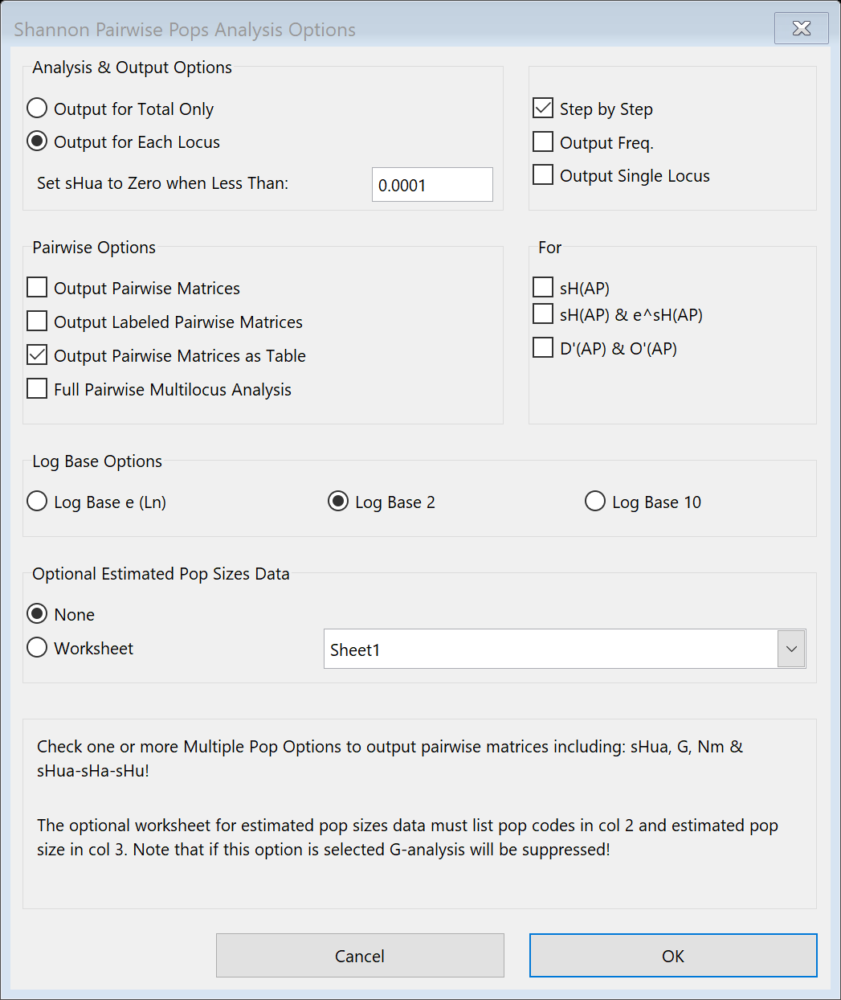 Shannon Pairwise Pops Analysis Options
Analysis & Output Options
Output for Total Only
Output for Each Locus
Set sHua to Zero when Less Than:
0.0001
Step by Step
Output Freq.
Output Single Locus
Pairwise Options
Output Pairwise Matrices
Output Labeled Pairwise Matrices
Output Pairwise Matrices as Table
Full Pairwise Multilocus Analysis
For
sH(AP)
sH(AP) & e^sH(AP)
D'(AP) & O'(AP)
Log Base Options
Log Base e (Ln)
Log Base 2
Log Base 10
Optional Estimated Pop Sizes Data
None
Worksheet
Sheet1
Check one or more Multiple Pop Options to output pairwise matrices including: sHua, G, Nm &
sHua-sHa-sHu!
The optional worksheet for estimated pop sizes data must list pop codes in col 2 and estimated pop
size in col 3. Note that if this option is selected G-analysis will be suppressed!
Cancel
OK